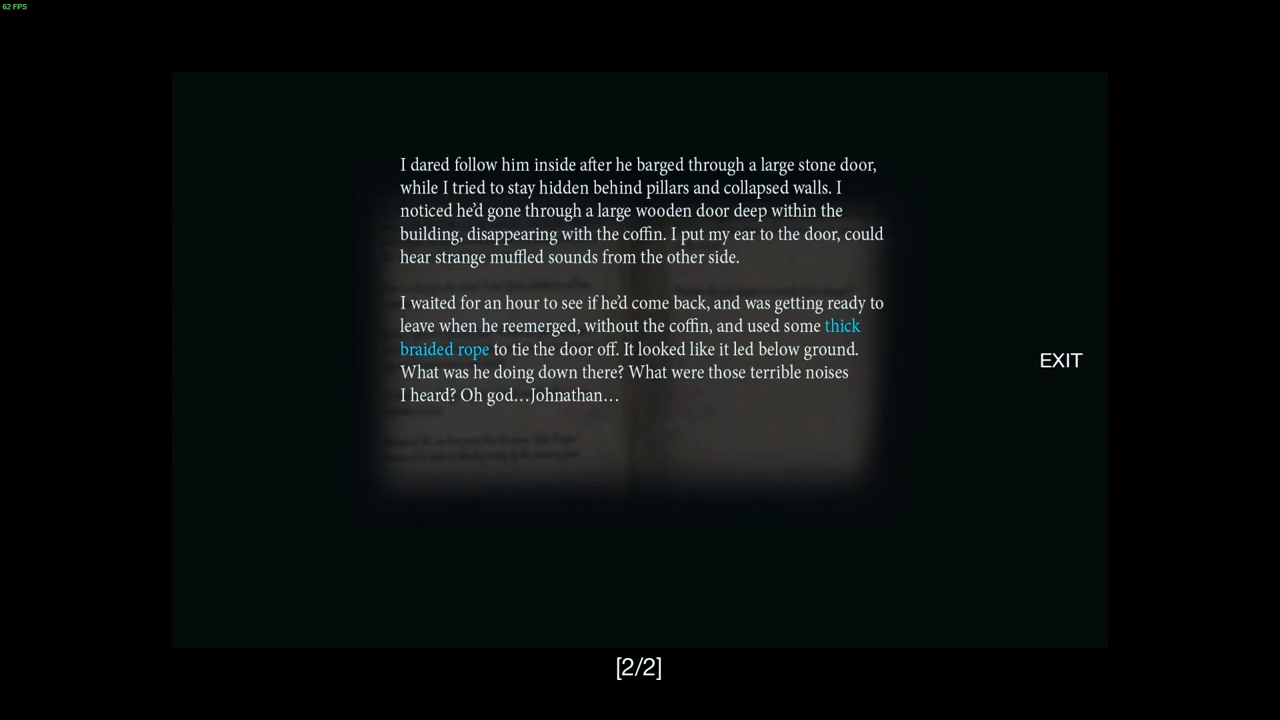 62 FPS
I dared follow him inside after he barged through a large stone door,
while I tried to stay hidden behind pillars and collapsed walls. I
noticed he’d gone through a large wooden door deep within the
building, disappearing with the coffin. I put my ear to the door, could
hear strange muffled sounds from the other side.
I waited for an hour to see if he’d come back, and was getting ready to
leave when he reemerged, without the coffin, and used some thick
braided rope to tie the door off. It looked like it led below ground.
What was he doing down there? What were those terrible noises
I heard? Oh god…Johnathan…
EXIT
[2/2]